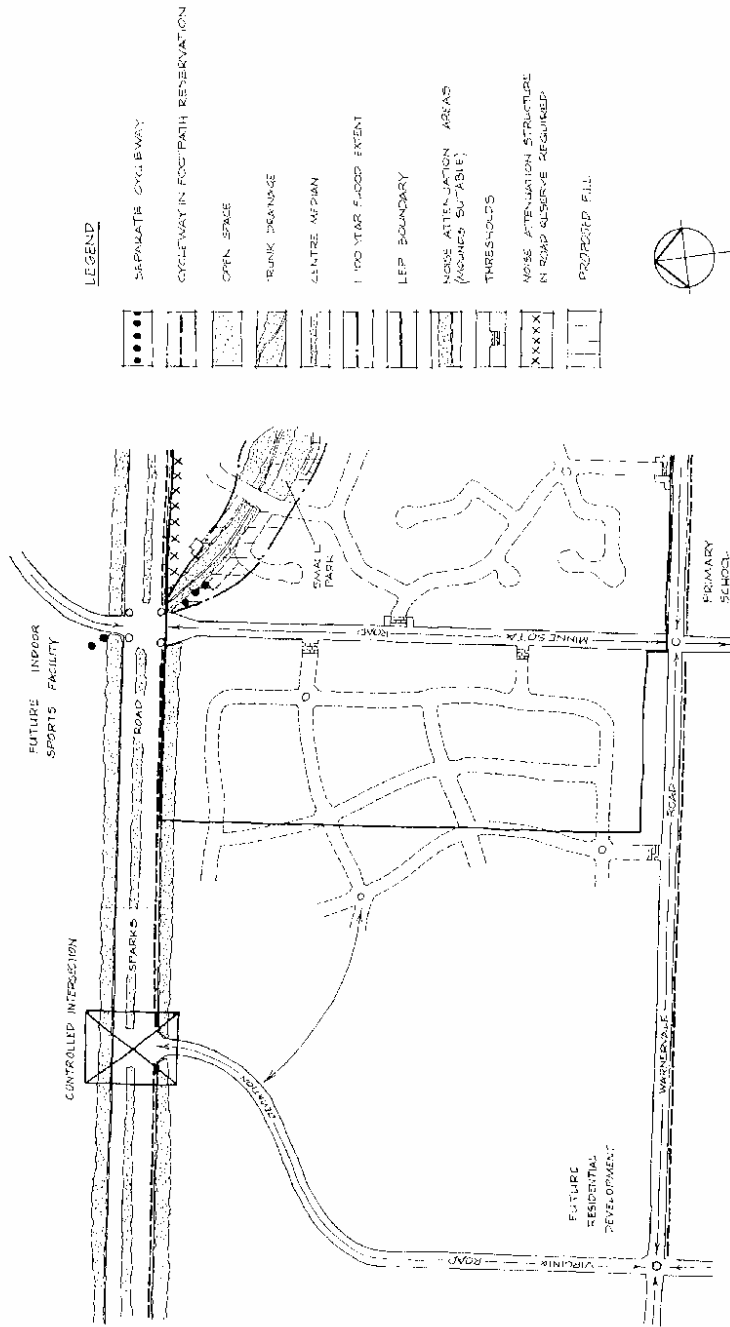 LEGEND
SEPARATE CYCLEWAY
CYCLEWAY IN FOOTPATH RESERVATION
OPEN SPACE
TRUNK DRAINAGE
CENTRE MEDIAN
1:100 YEAR FLOOD EXTENT
LEP BOUNDARY
NOISE ATTENUATION AREAS
(MOUNDS SUITABLE)
THRESHOLDS
NOISE ATTENUATION STRUCTURE
IN ROAD RESERVE REQUIRED
PROPOSED FILL
FUTURE INDOOR
SPORTS FACILITY
CONTROLLED INTERSECTION
SPARKS
ROAD
SMALL
PARK
MINNESOTA
ROAD
DEVIATION
VIRGINIA
ROAD
FUTURE
RESIDENTIAL
DEVELOPMENT
WARNERVALE
ROAD
PRIMARY
SCHOOL